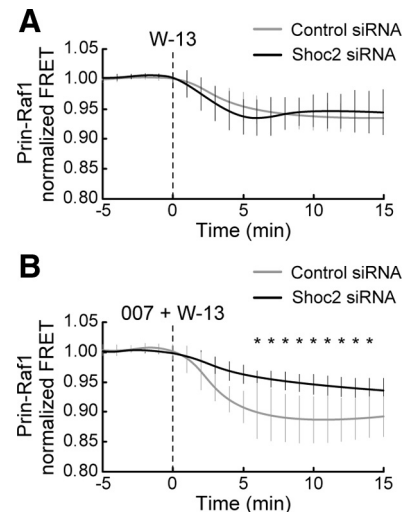 A
W-13
Control siRNA
Shoc2 siRNA
Prin-Raf1
normalized FRET
1.05
1.00
0.95
0.90
0.85
0.80
-5 0 5 10 15
Time (min)
B
007 + W-13
Control siRNA
Shoc2 siRNA
* * * * * * * * *
Prin-Raf1
normalized FRET
1.05
1.00
0.95
0.90
0.85
0.80
-5 0 5 10 15
Time (min)